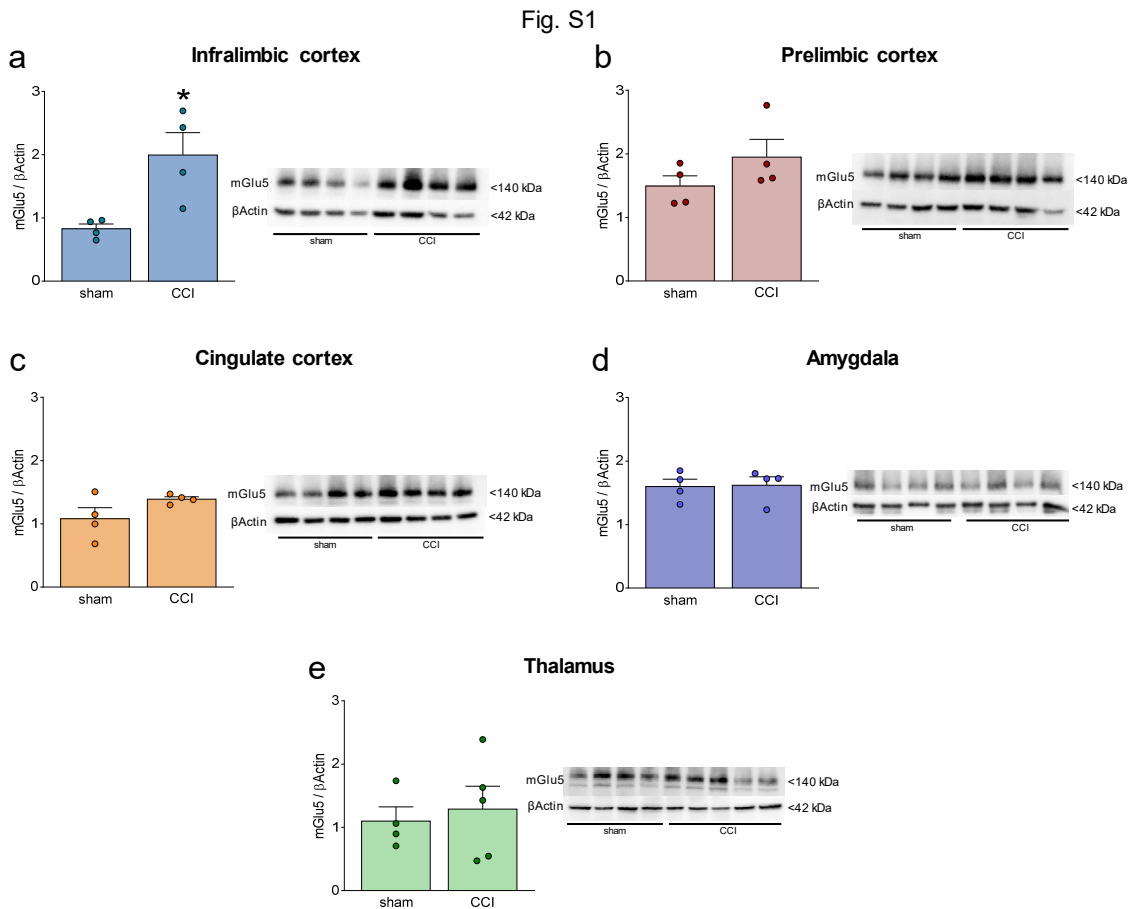 Fig. S1
a
Infralimbic cortex
3
2
1
0
mGlu5 / βActin
*
sham
CCI
mGlu5
<140 kDa
βActin
<42 kDa
sham
CCI
b
Prelimbic cortex
3
2
1
0
mGlu5 / βActin
sham
CCI
mGlu5
<140 kDa
βActin
<42 kDa
sham
CCI
c
Cingulate cortex
3
2
1
0
mGlu5 / βActin
sham
CCI
mGlu5
<140 kDa
βActin
<42 kDa
sham
CCI
d
Amygdala
3
2
1
0
mGlu5 / βActin
sham
CCI
mGlu5
<140 kDa
βActin
<42 kDa
sham
CCI
e
Thalamus
3
2
1
0
mGlu5 / βActin
sham
CCI
mGlu5
<140 kDa
βActin
<42 kDa
sham
CCI